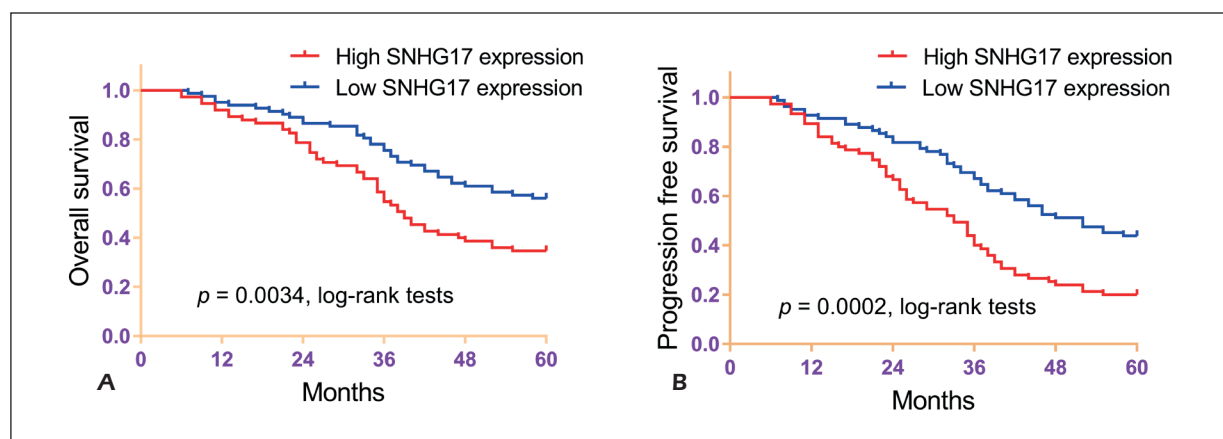 High SNHG17 expression
Low SNHG17 expression
Overall survival
1.0
0.8
0.6
0.4
0.2
0.0
p = 0.0034, log-rank tests
0 12 24 36 48 60
A
Months
High SNHG17 expression
Low SNHG17 expression
Progression free survival
1.0
0.8
0.6
0.4
0.2
0.0
p = 0.0002, log-rank tests
0 12 24 36 48 60
B
Months